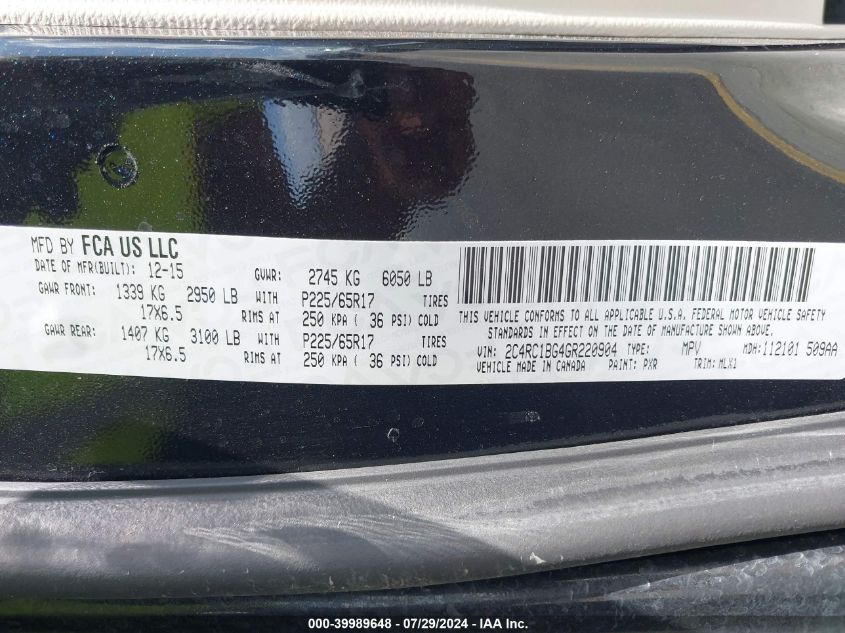 MFD BY FCA US LLC
DATE OF MFR(BUILT): 12-15 GVWR: 2745 KG 6050 LB
GAWR FRONT: 1339 KG 2950 LB WITH P225/65R17 TIRES
17X6.5 RIMS AT 250 KPA ( 36 PSI) COLD
GAWR REAR: 1407 KG 3100 LB WITH P225/65R17 TIRES
17X6.5 RIMS AT 250 KPA ( 36 PSI) COLD
THIS VEHICLE CONFORMS TO ALL APPLICABLE U.S.A. FEDERAL MOTOR VEHICLE SAFETY
STANDARDS IN EFFECT ON THE DATE OF MANUFACTURE SHOWN ABOVE.
VIN: 2C4RC1BG4GR220904 TYPE: MPV MDH:112101 509AA
VEHICLE MADE IN CANADA PAINT: PXR TRIM: MLX1
000-39989648 - 07/29/2024 - IAA Inc.